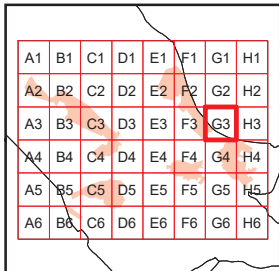 A1 B1 C1 D1 E1 F1 G1 H1
A2 B2 C2 D2 E2 F2 G2 H2
A3 B3 C3 D3 E3 F3 G3 H3
A4 B4 C4 D4 E4 F4 G4 H4
A5 B5 C5 D5 E5 F5 G5 H5
A6 B6 C6 D6 E6 F6 G6 H6